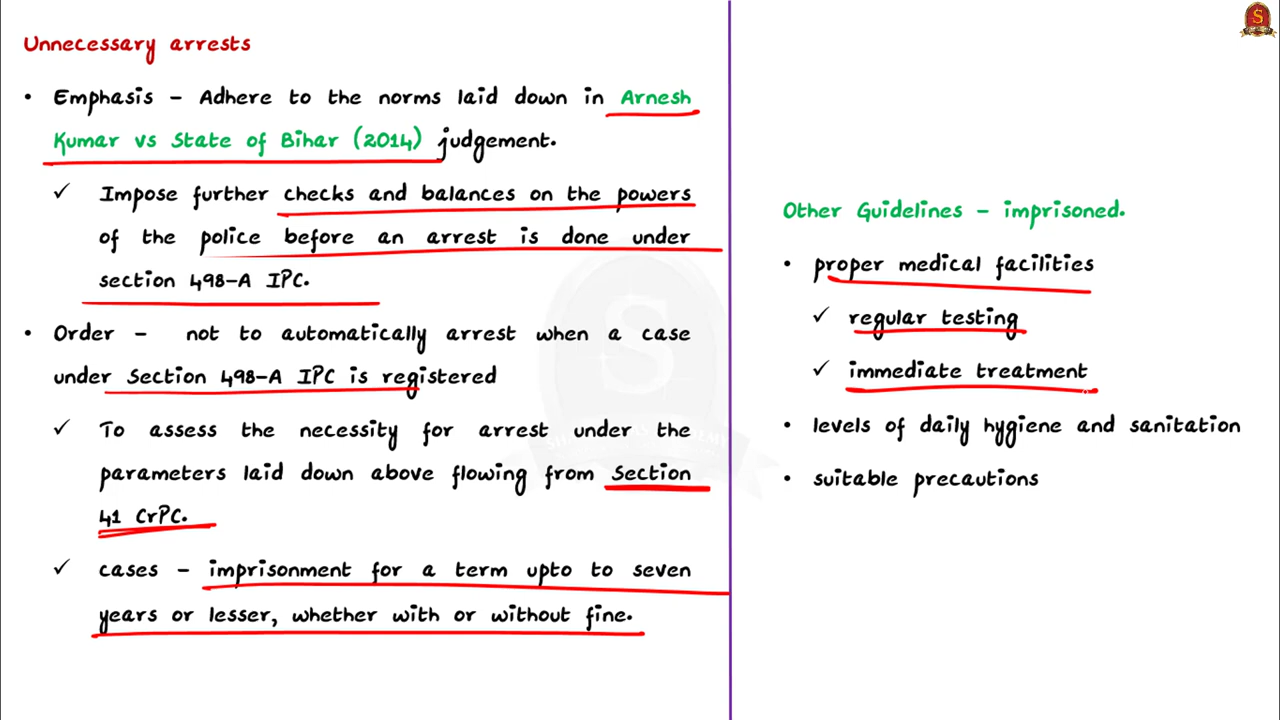 Unnecessary arrests
• Emphasis – Adhere to the norms laid down in Arnesh
Kumar vs State of Bihar (2014) judgement.
✓ Impose further checks and balances on the powers
of the police before an arrest is done under
section 498-A IPC.
• Order – not to automatically arrest when a case
under Section 498-A IPC is registered
✓ To assess the necessity for arrest under the
parameters laid down above flowing from Section
41 CrPC.
✓ cases – imprisonment for a term upto to seven
years or lesser, whether with or without fine.
Other Guidelines – imprisoned.
• proper medical facilities
✓ regular testing
✓ immediate treatment
• levels of daily hygiene and sanitation
• suitable precautions
S